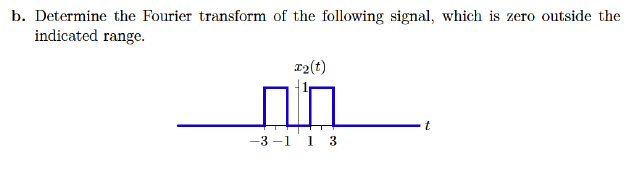 b. Determine the Fourier transform of the following signal, which is zero outside the
indicated range.
x₂(t)
1
t
−3 −1 1 3